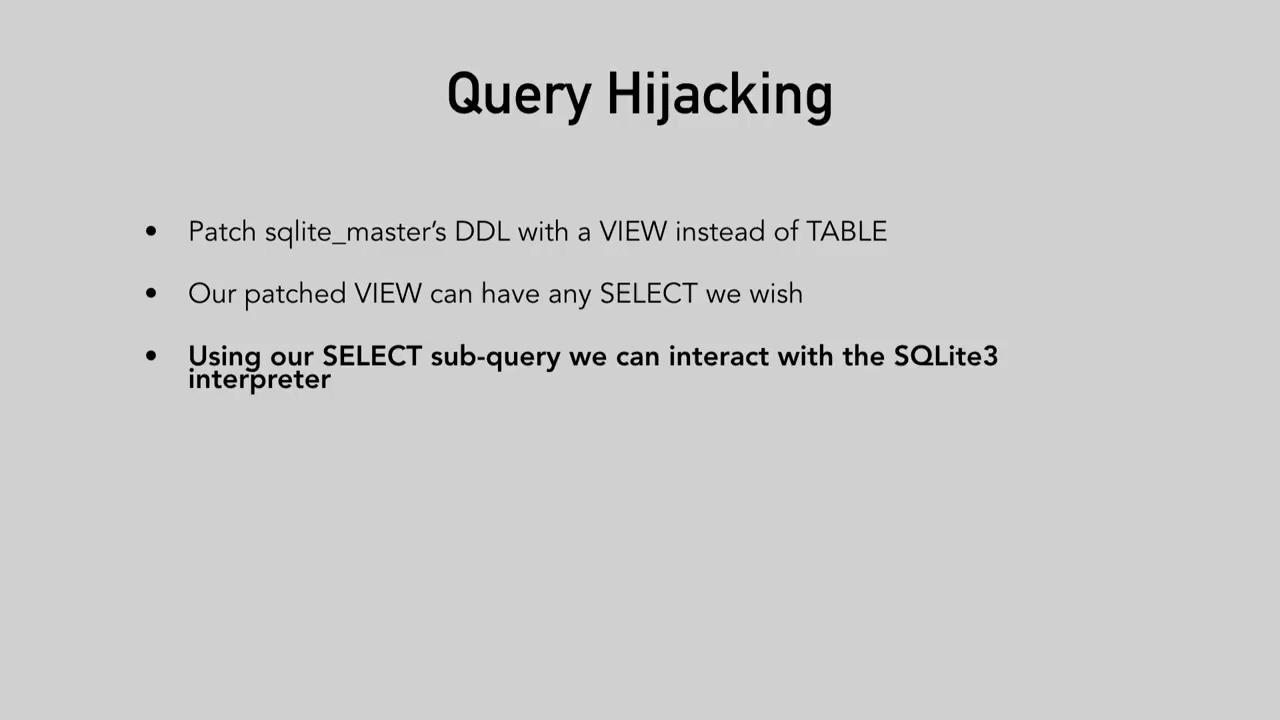 Query Hijacking
• Patch sqlite_master’s DDL with a VIEW instead of TABLE
• Our patched VIEW can have any SELECT we wish
• Using our SELECT sub-query we can interact with the SQLite3
interpreter